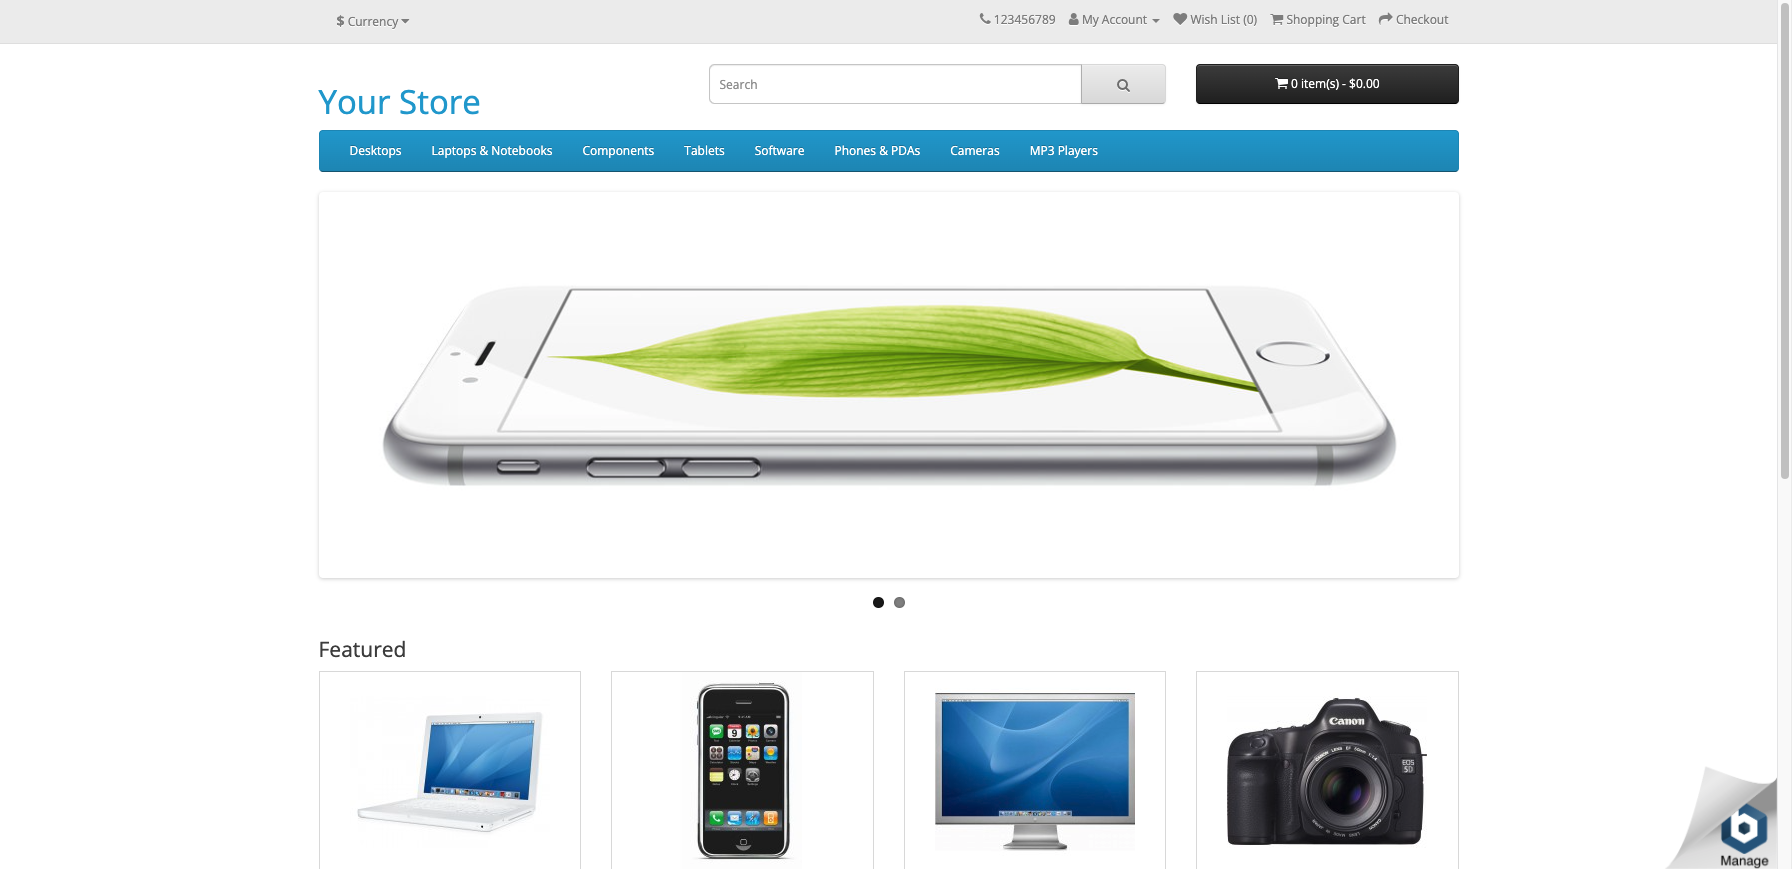 $ Currency
123456789 My Account Wish List (0) Shopping Cart Checkout
Your Store
Search
0 item(s) - $0.00
Desktops Laptops & Notebooks Components Tablets Software Phones & PDAs Cameras MP3 Players
Featured
Canon
EOS
5D
Manage